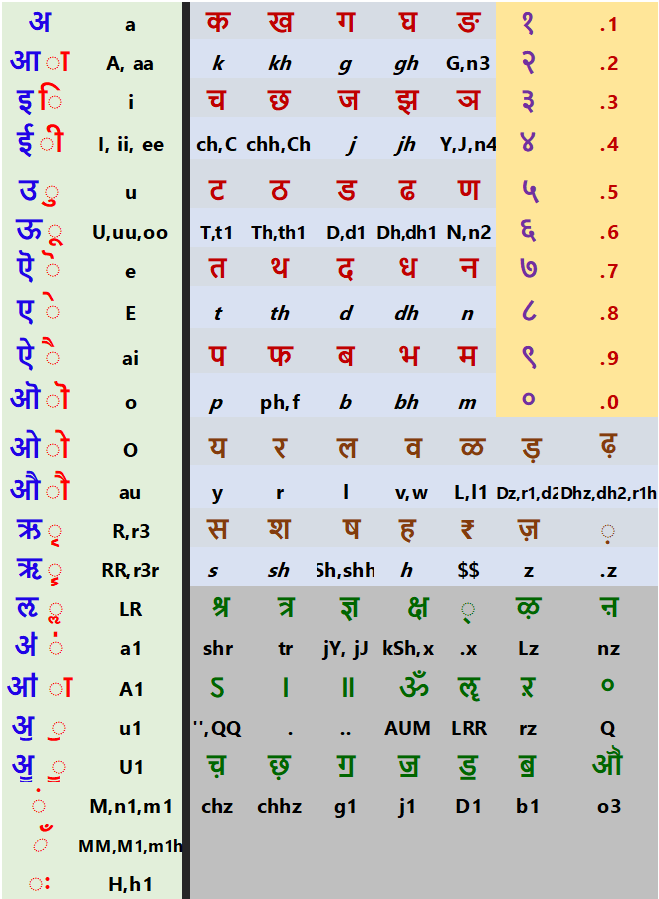 अ a क ख ग घ ङ १ .1
आ ा A, aa k kh g gh G,n3 २ .2
इ ि i च छ ज झ ञ ३ .3
ई ी I, ii, ee ch,C chh,Ch j jh Y,J,n4 ४ .4
उ ु u ट ठ ड ढ ण ५ .5
ऊ ू U,uu,oo T,t1 Th,th1 D,d1 Dh,dh1 N,n2 ६ .6
ऎ ॆ e त थ द ध न ७ .7
ए े E t th d dh n ८ .8
ऐ ै ai प फ ब भ म ९ .9
ऒ ॊ o p ph,f b bh m ० .0
ओ ो O य र ल व ळ ड़ ढ़
औ ौ au y r l v,w L,l1 Dz,r1,d2 Dhz,dh2,r1h
ऋ ृ R,r3 स श ष ह ₹ ज़ ़
ॠ ॄ RR,r3r s sh Sh,shh h $$ z .z
ऌ ॢ LR श्र त्र ज्ञ क्ष ् ऴ ऩ
ॳ ऺ a1 shr tr jY, jJ kSh,x .x Lz nz
ॴ ऻ A1 ऽ । ॥ ॐ ॡ ऱ ॰
ॶ ॖ u1 '',QQ . .. AUM LRR rz Q
ॷ ॗ U1 च़ छ़ ॻ ॼ ॾ ॿ ॵ
ं M,n1,m1 chz chhz g1 j1 D1 b1 o3
ँ MM,M1,m1h
ः H,h1